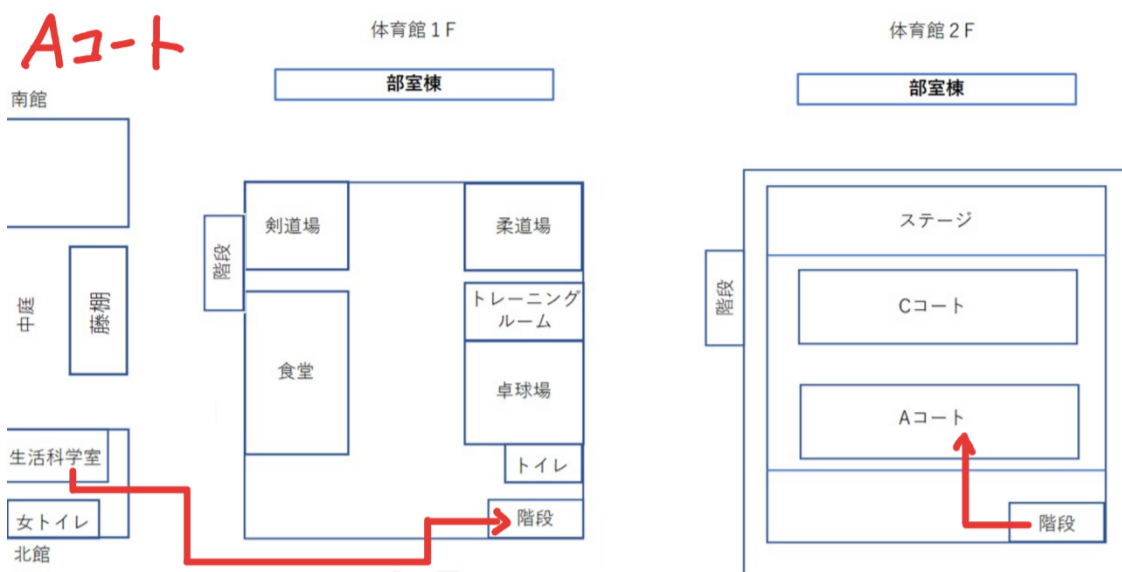 Aコート
体育館1F
部室棟
南館
剣道場
柔道場
階段
トレーニング
ルーム
中庭
藤棚
食堂
卓球場
生活科学室
トイレ
女トイレ
階段
北館
体育館2F
部室棟
ステージ
階段
Cコート
Aコート
階段